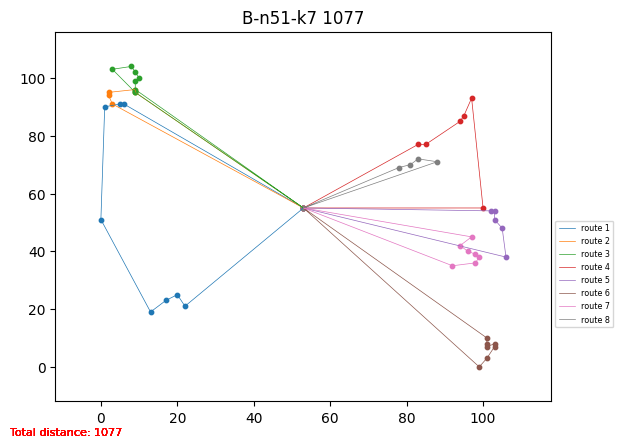 B-n51-k7 1077
100
80
60
40
20
0
0 20 40 60 80 100
route 1
route 2
route 3
route 4
route 5
route 6
route 7
route 8
Total distance: 1077